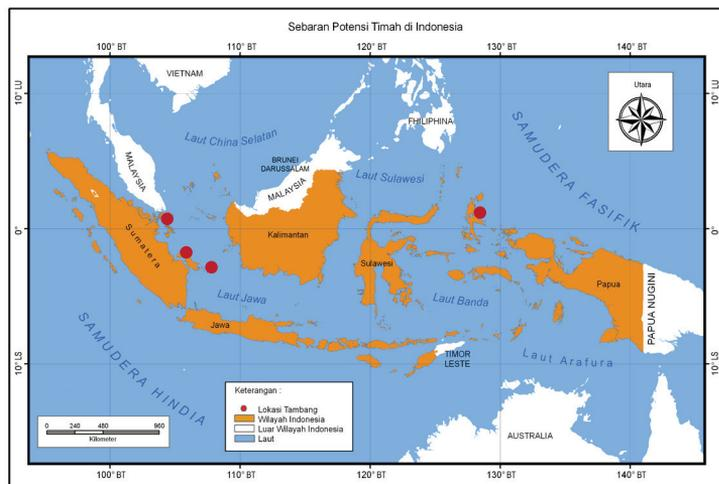 Sebaran Potensi Timah di Indonesia
100° BT
110° BT
120° BT
130° BT
140° BT
10° LU
10° LU
VIETNAM
Utara
FHILIPHINA
Laut China Selatan
SAMUDERA FASIFIK
MALAYSIA
BRUNEI
DARUSSALAM
MALAYSIA
Laut Sulawesi
0°
0°
Sumatera
Kalimantan
Sulawesi
Papua
PAPUA NUGINI
Laut Jawa
Laut Banda
Jawa
SAMUDERA HINDIA
TIMOR
LESTE
Laut Arafura
10° LS
10° LS
Keterangan :
Lokasi Tambang
Wilayah Indonesia
Luar Wilayah Indonesia
Laut
0 240 480 960
Kilometer
AUSTRALIA
100° BT
110° BT
120° BT
130° BT
140° BT